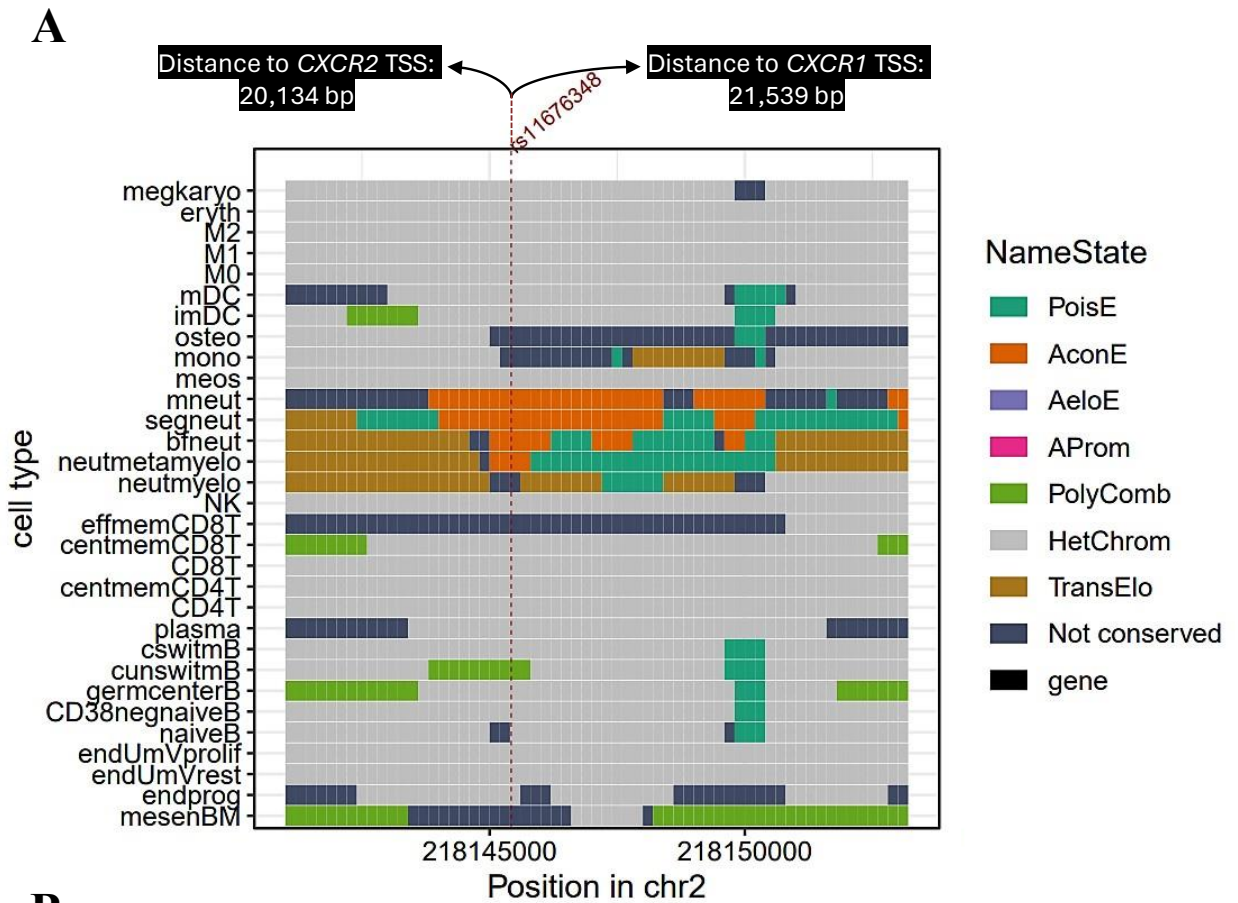 A
Distance to CXCR2 TSS:
20,134 bp
Distance to CXCR1 TSS:
21,539 bp
rs11676348
megkaryo
eryth
M2
M1
M0
mDC
imDC
osteo
mono
meos
mneut
segneut
bfneut
neutmetamyelo
neutmyelo
NK
effmemCD8T
centmemCD8T
CD8T
centmemCD4T
CD4T
plasma
cswitmB
cunswitmB
germcenterB
CD38negnaiveB
naiveB
endUmVprolif
endUmVrest
endprog
mesenBM
cell type
218145000
218150000
Position in chr2
NameState
PoisE
AconE
AeloE
AProm
PolyComb
HetChrom
TransElo
Not conserved
gene